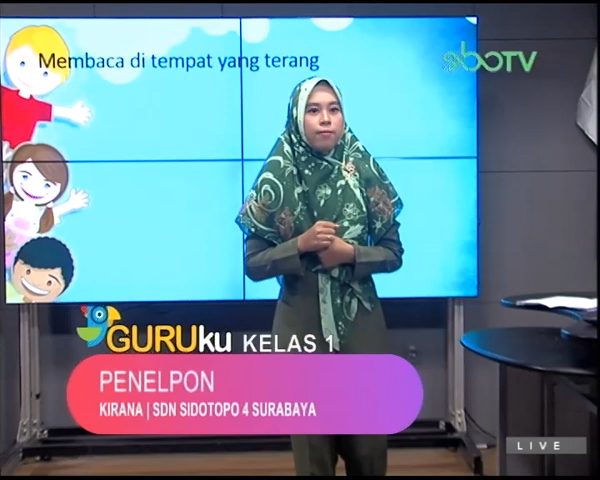 Membaca di tempat yang terang
sboTV
GURUku KELAS 1
PENELPON
KIRANA | SDN SIDOTOPO 4 SURABAYA
LIVE